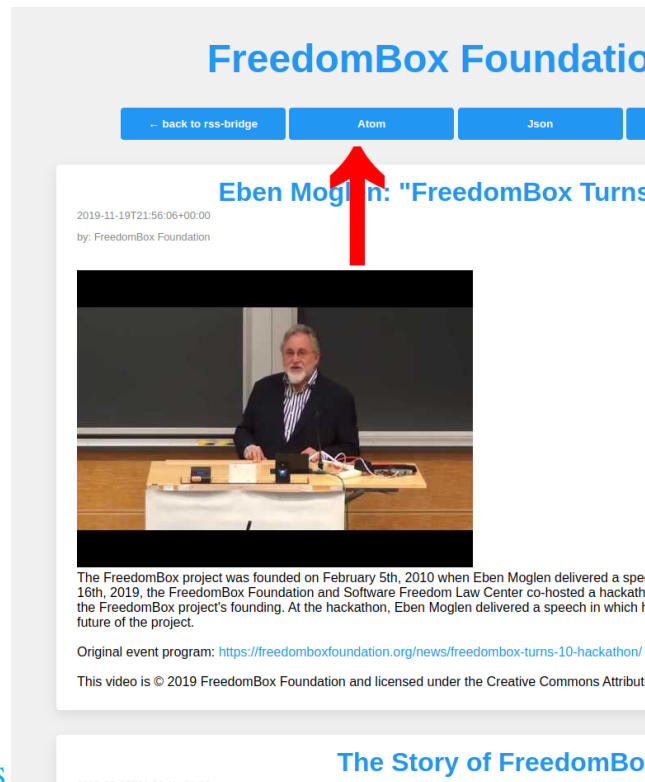 FreedomBox Foundatio
← back to rss-bridge
Atom
Json
Eben Moglen: "FreedomBox Turns
2019-11-19T21:56:06+00:00
by: FreedomBox Foundation
The FreedomBox project was founded on February 5th, 2010 when Eben Moglen delivered a spe
16th, 2019, the FreedomBox Foundation and Software Freedom Law Center co-hosted a hackath
the FreedomBox project's founding. At the hackathon, Eben Moglen delivered a speech in which h
future of the project.
Original event program: https://freedomboxfoundation.org/news/freedombox-turns-10-hackathon/
This video is © 2019 FreedomBox Foundation and licensed under the Creative Commons Attribut
The Story of FreedomBo
s